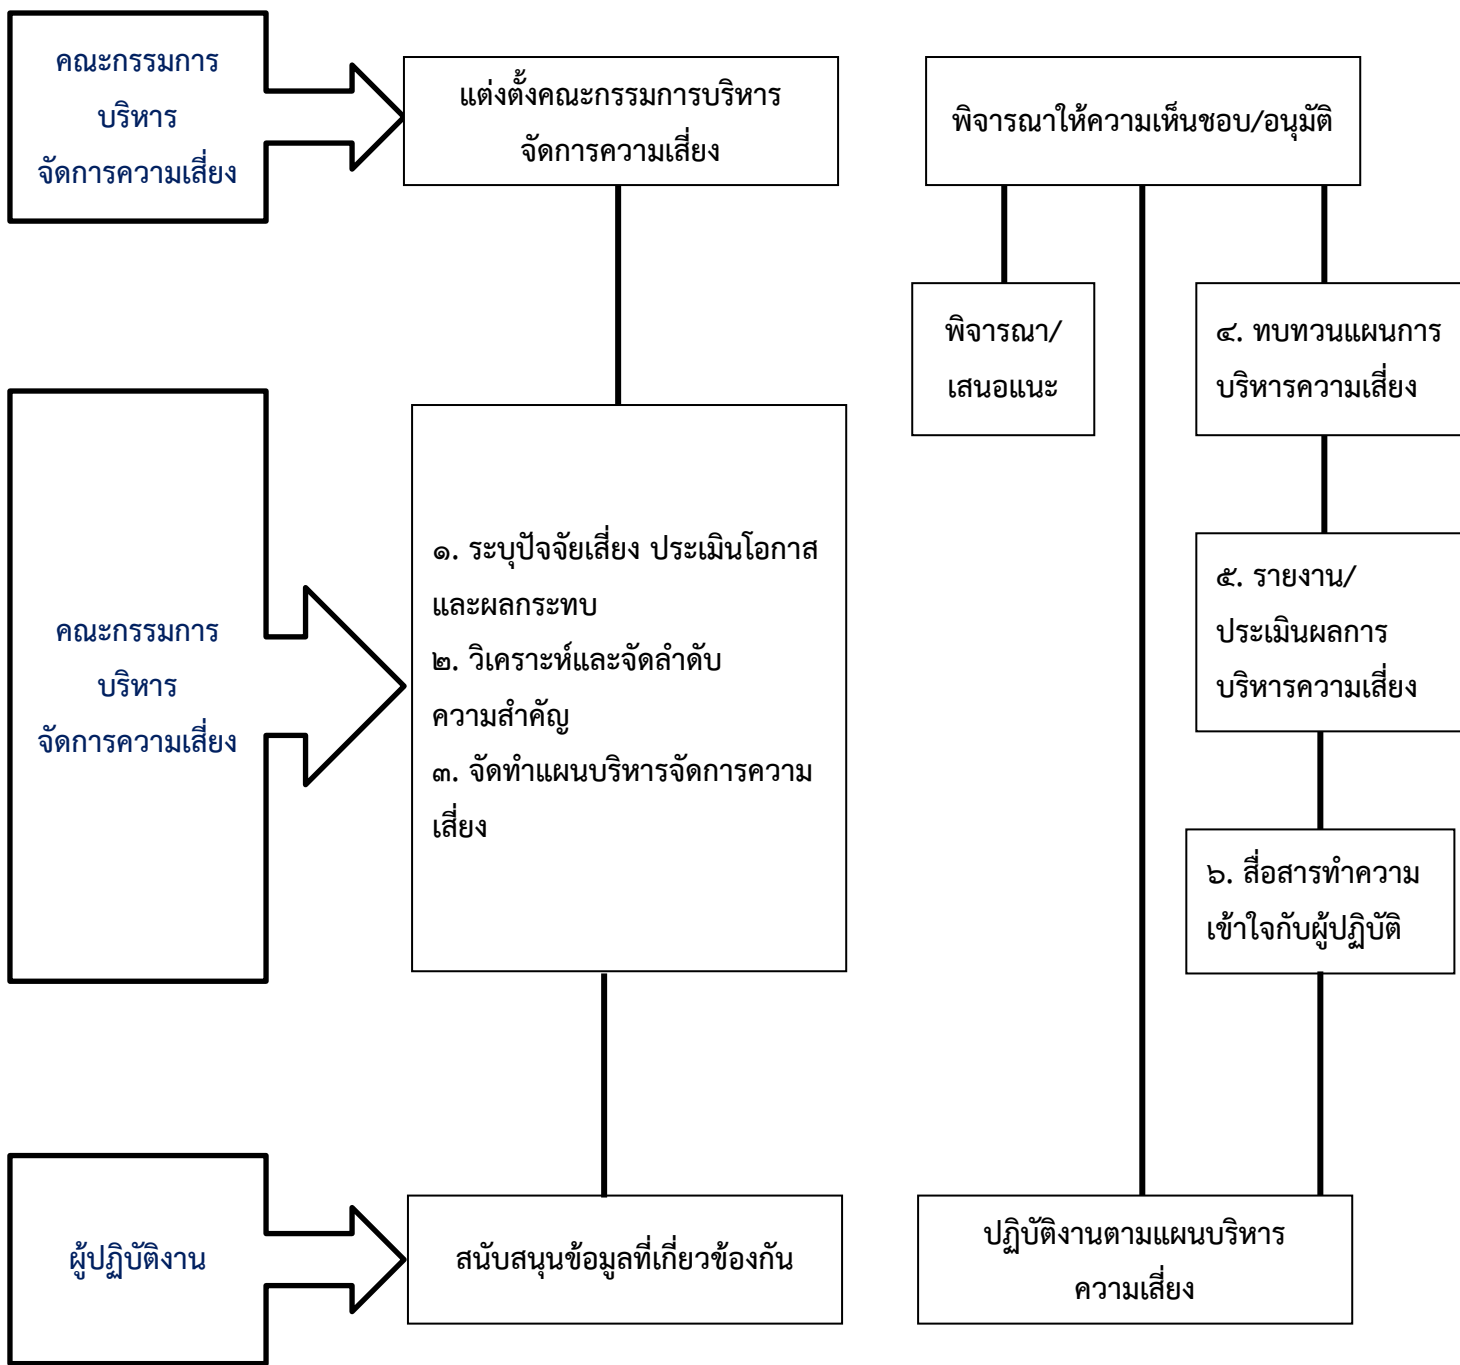 คณะกรรมการ
บริหาร
จัดการความเสี่ยง
แต่งตั้งคณะกรรมการบริหาร
จัดการความเสี่ยง
พิจารณาให้ความเห็นชอบ/อนุมัติ
พิจารณา/
เสนอแนะ
๔. ทบทวนแผนการ
บริหารความเสี่ยง
คณะกรรมการ
บริหาร
จัดการความเสี่ยง
๑. ระบุปัจจัยเสี่ยง ประเมินโอกาส
และผลกระทบ
๒. วิเคราะห์และจัดลำดับ
ความสำคัญ
๓. จัดทำแผนบริหารจัดการความ
เสี่ยง
๕. รายงาน/
ประเมินผลการ
บริหารความเสี่ยง
๖. สื่อสารทำความ
เข้าใจกับผู้ปฏิบัติ
ผู้ปฏิบัติงาน
สนับสนุนข้อมูลที่เกี่ยวข้องกัน
ปฏิบัติงานตามแผนบริหาร
ความเสี่ยง